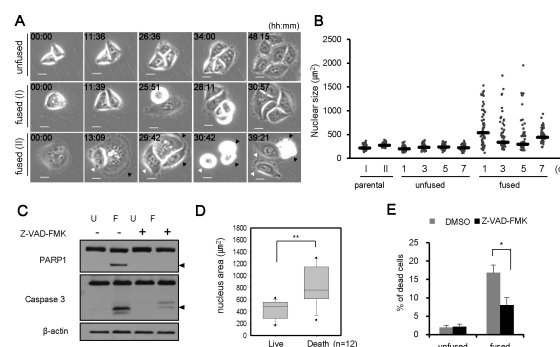 A
(hh:mm)
unfused
00:00
11:36
26:36
34:00
48:15
fused (I)
00:00
11:39
25:51
28:11
30:57
fused (II)
00:00
13:09
29:42
30:42
39:21
B
Nuclear size (μm²)
2500
2000
1500
1000
500
0
I II 1 3 5 7 1 3 5 7
parental unfused fused
C
U F U F
Z-VAD-FMK - - + +
PARP1
Caspase 3
β-actin
D
nucleus area (μm²)
1800
1600
1400
1200
1000
800
600
400
200
0
**
Live Death (n=12)
E
DMSO
Z-VAD-FMK
% of dead cells
25
20
15
10
5
0
*
unfused fused